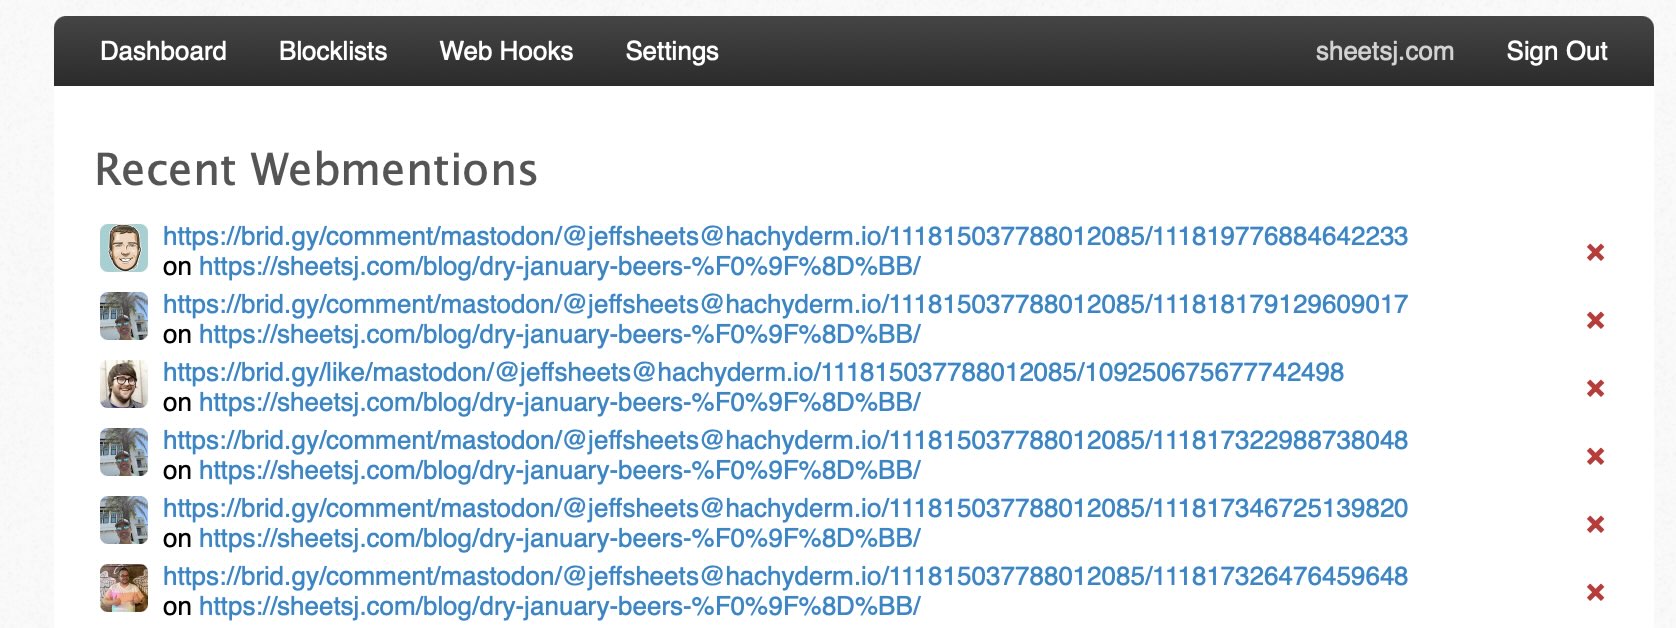 Dashboard Blocklists Web Hooks Settings sheetsj.com Sign Out
Recent Webmentions
https://brid.gy/comment/mastodon/@jeffsheets@hachyderm.io/111815037788012085/111819776884642233
on https://sheetsj.com/blog/dry-january-beers-%F0%9F%8D%BB/
https://brid.gy/comment/mastodon/@jeffsheets@hachyderm.io/111815037788012085/111818179129609017
on https://sheetsj.com/blog/dry-january-beers-%F0%9F%8D%BB/
https://brid.gy/like/mastodon/@jeffsheets@hachyderm.io/111815037788012085/109250675677742498
on https://sheetsj.com/blog/dry-january-beers-%F0%9F%8D%BB/
https://brid.gy/comment/mastodon/@jeffsheets@hachyderm.io/111815037788012085/111817322988738048
on https://sheetsj.com/blog/dry-january-beers-%F0%9F%8D%BB/
https://brid.gy/comment/mastodon/@jeffsheets@hachyderm.io/111815037788012085/111817346725139820
on https://sheetsj.com/blog/dry-january-beers-%F0%9F%8D%BB/
https://brid.gy/comment/mastodon/@jeffsheets@hachyderm.io/111815037788012085/111817326476459648
on https://sheetsj.com/blog/dry-january-beers-%F0%9F%8D%BB/